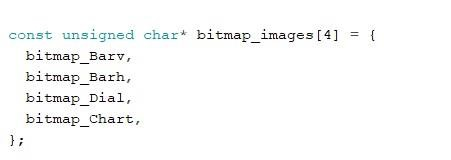 const unsigned char* bitmap_images[4] = {
  bitmap_Barv,
  bitmap_Barh,
  bitmap_Dial,
  bitmap_Chart,
};